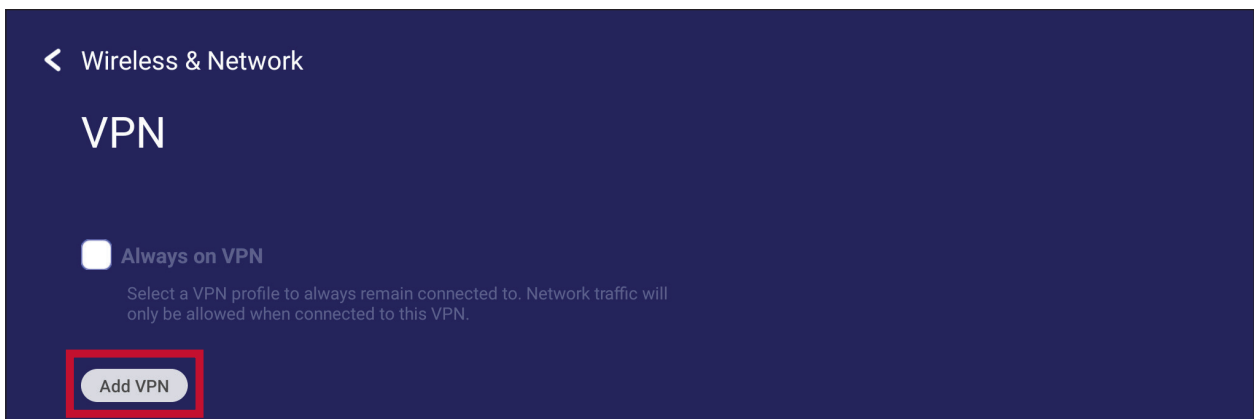 Wireless & Network
VPN
Always on VPN
Select a VPN profile to always remain connected to. Network traffic will
only be allowed when connected to this VPN.
Add VPN